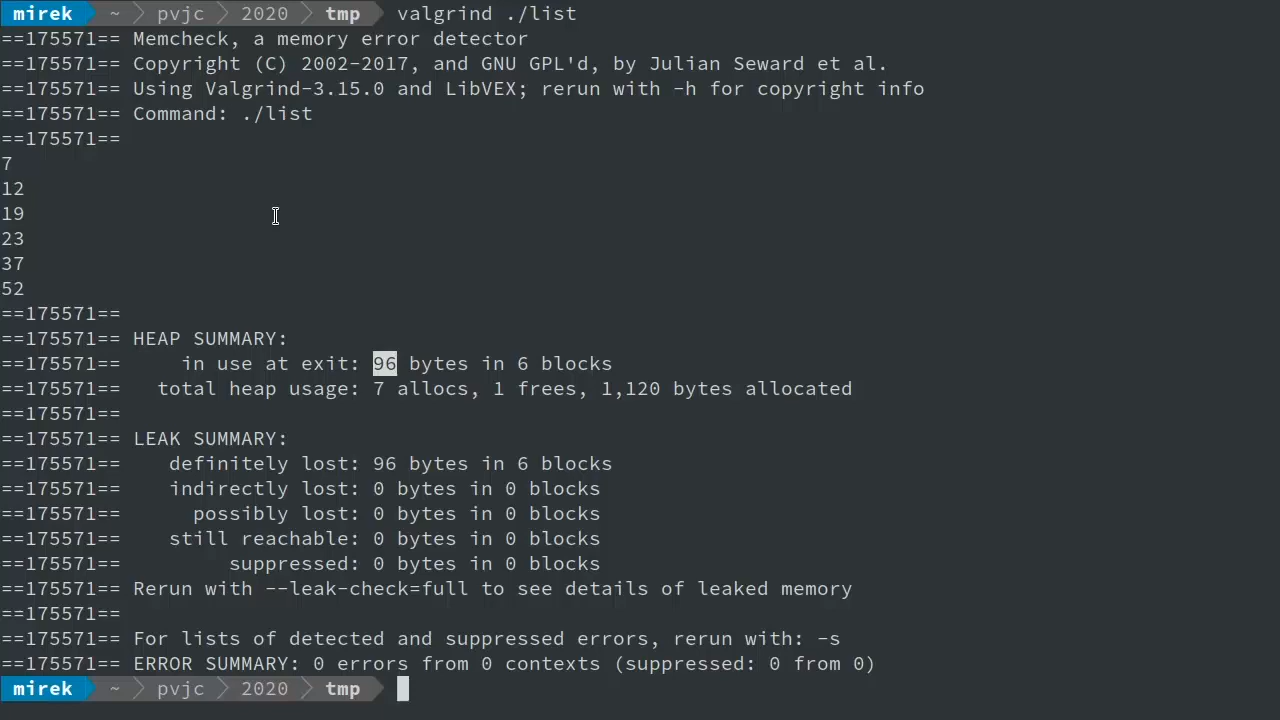 mirek ~ pvjc 2020 tmp valgrind ./list
==175571== Memcheck, a memory error detector
==175571== Copyright (C) 2002-2017, and GNU GPL'd, by Julian Seward et al.
==175571== Using Valgrind-3.15.0 and LibVEX; rerun with -h for copyright info
==175571== Command: ./list
==175571==
7
12
19
23
37
52
==175571==
==175571== HEAP SUMMARY:
==175571==     in use at exit: 96 bytes in 6 blocks
==175571==   total heap usage: 7 allocs, 1 frees, 1,120 bytes allocated
==175571==
==175571== LEAK SUMMARY:
==175571==    definitely lost: 96 bytes in 6 blocks
==175571==    indirectly lost: 0 bytes in 0 blocks
==175571==      possibly lost: 0 bytes in 0 blocks
==175571==    still reachable: 0 bytes in 0 blocks
==175571==         suppressed: 0 bytes in 0 blocks
==175571== Rerun with --leak-check=full to see details of leaked memory
==175571==
==175571== For lists of detected and suppressed errors, rerun with: -s
==175571== ERROR SUMMARY: 0 errors from 0 contexts (suppressed: 0 from 0)
mirek ~ pvjc 2020 tmp